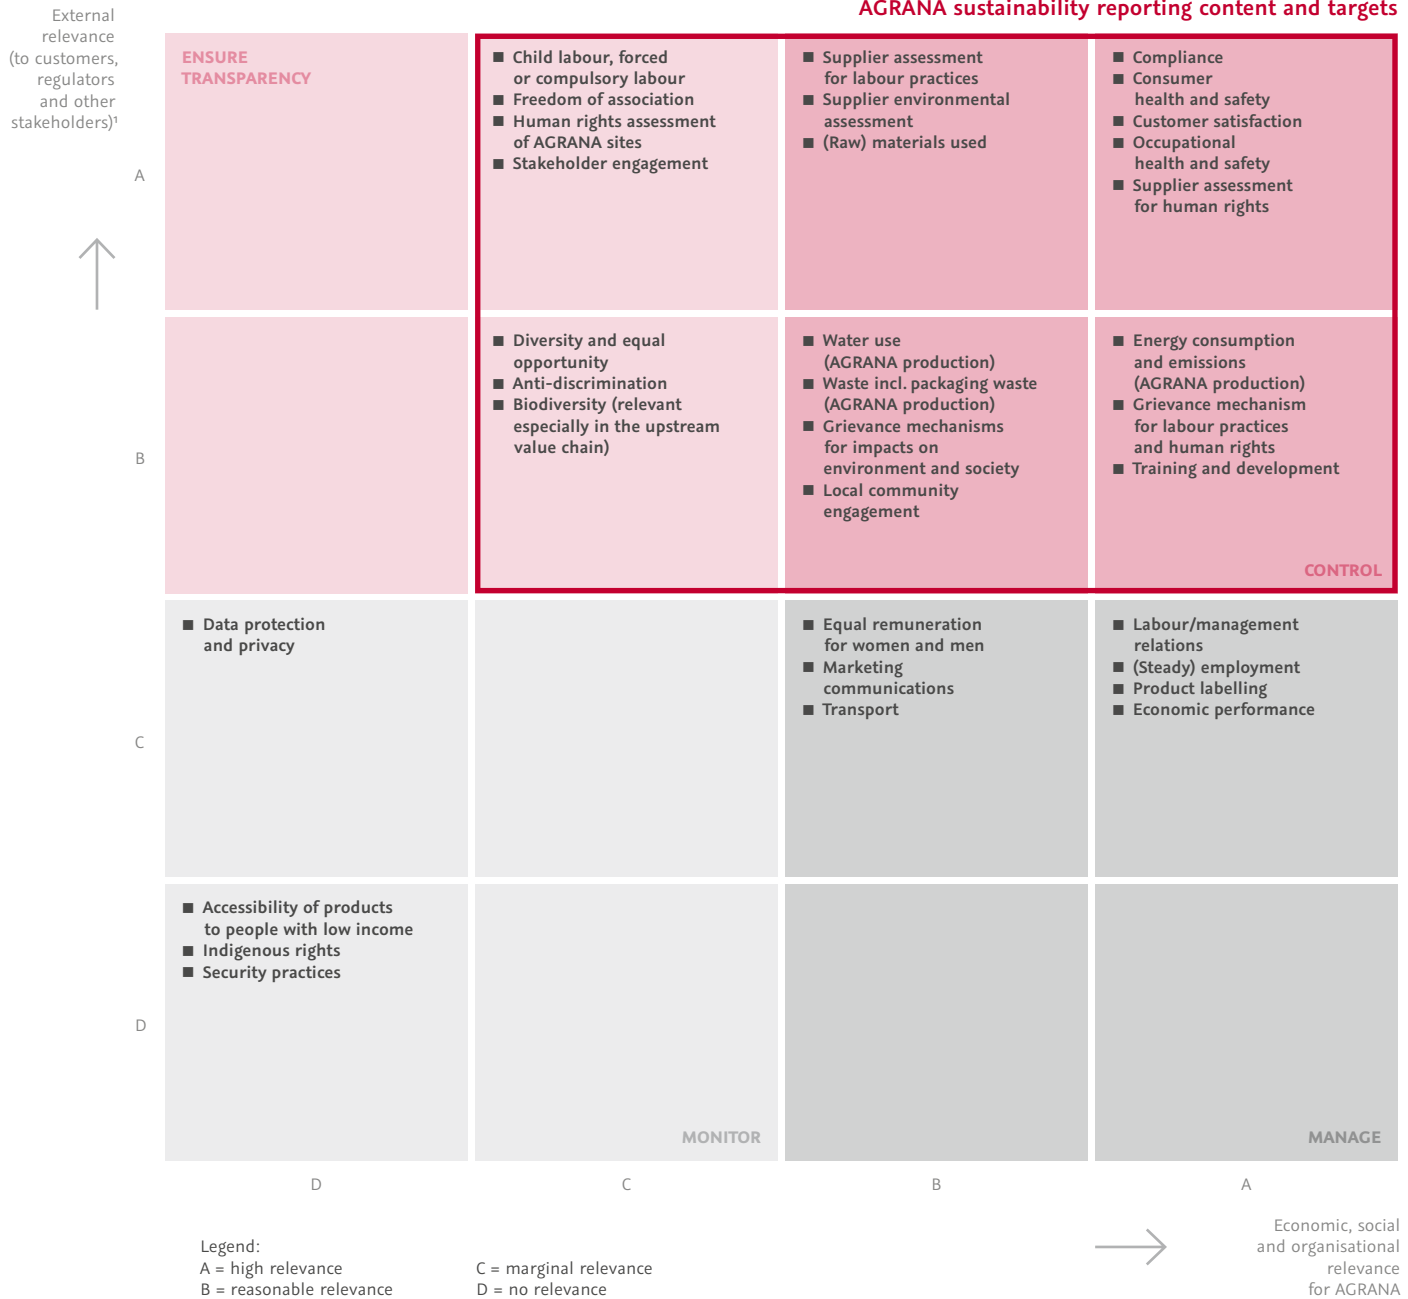 AGRANA sustainability reporting content and targets
External
relevance
(to customers,
regulators
and other
stakeholders)¹
A
ENSURE
TRANSPARENCY
■ Child labour, forced
or compulsory labour
■ Freedom of association
■ Human rights assessment
of AGRANA sites
■ Stakeholder engagement
■ Supplier assessment
for labour practices
■ Supplier environmental
assessment
■ (Raw) materials used
■ Compliance
■ Consumer
health and safety
■ Customer satisfaction
■ Occupational
health and safety
■ Supplier assessment
for human rights
B
■ Diversity and equal
opportunity
■ Anti-discrimination
■ Biodiversity (relevant
especially in the upstream
value chain)
■ Water use
(AGRANA production)
■ Waste incl. packaging waste
(AGRANA production)
■ Grievance mechanisms
for impacts on
environment and society
■ Local community
engagement
■ Energy consumption
and emissions
(AGRANA production)
■ Grievance mechanism
for labour practices
and human rights
■ Training and development
CONTROL
C
■ Data protection
and privacy
■ Equal remuneration
for women and men
■ Marketing
communications
■ Transport
■ Labour/management
relations
■ (Steady) employment
■ Product labelling
■ Economic performance
D
■ Accessibility of products
to people with low income
■ Indigenous rights
■ Security practices
MONITOR
MANAGE
D
C
B
A
Economic, social
and organisational
relevance
for AGRANA
Legend:
A = high relevance
B = reasonable relevance
C = marginal relevance
D = no relevance